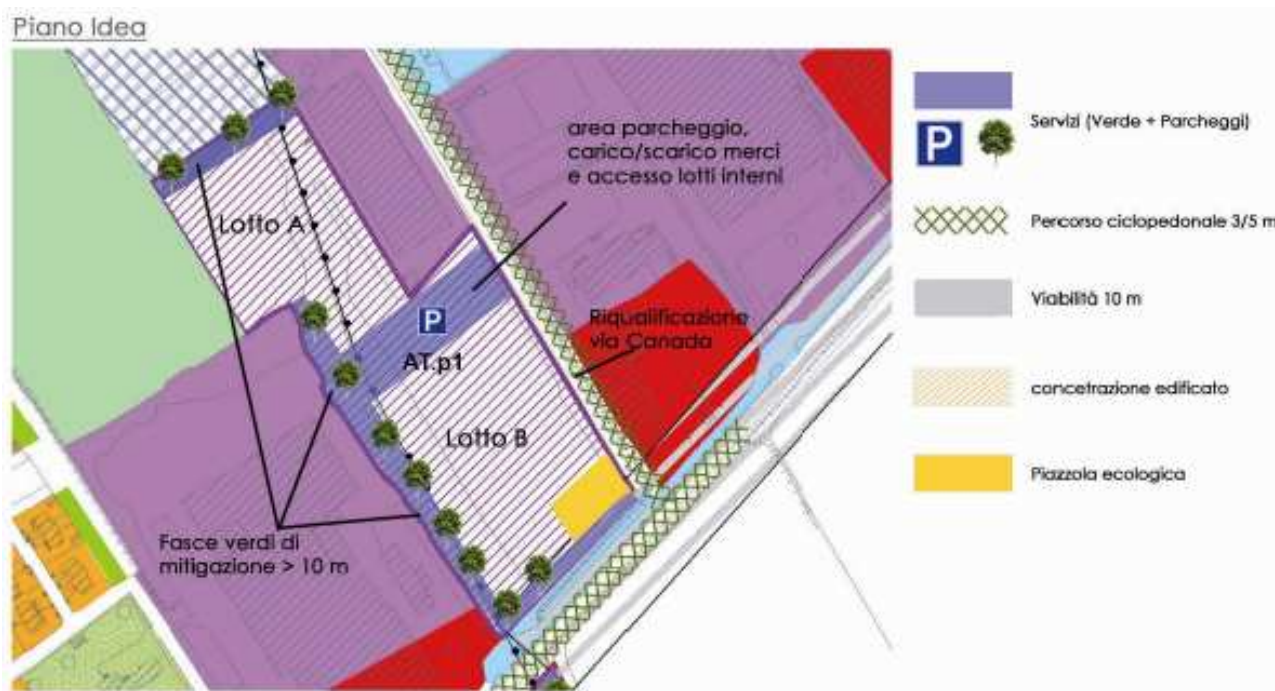 Piano Idea
area parcheggio,
carico/scarico merci
e accesso lotti interni
Lotto A
P
AT.p1
Riqualificazione
via Canada
Lotto B
Fasce verdi di
mitigazione > 10 m
P
Servizi (Verde + Parcheggi)
Percorso ciclopedonale 3/5 m
Viabilità 10 m
concetrazione edificato
Piazzola ecologica